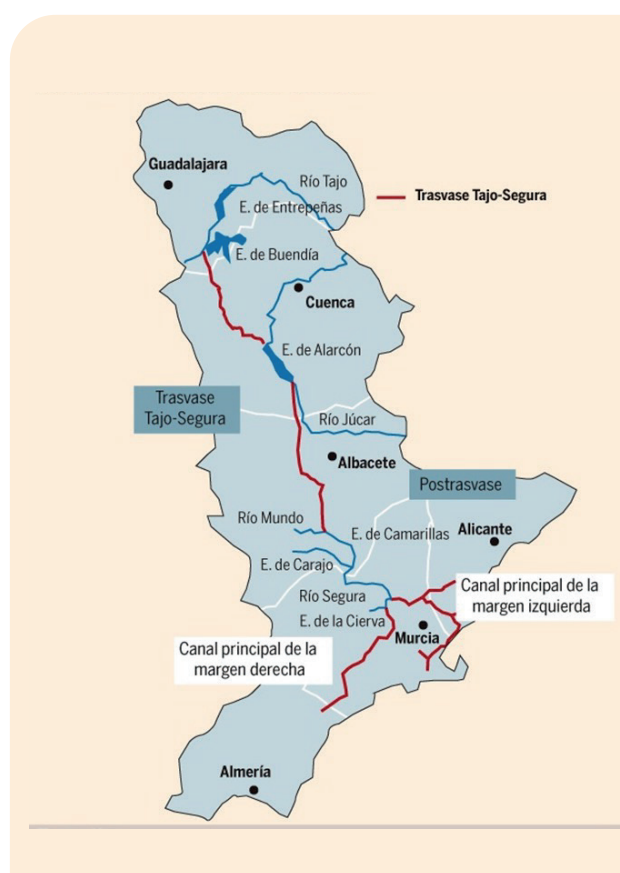 Guadalajara
Río Tajo
Trasvase Tajo-Segura
E. de Entrepeñas
E. de Buendía
Cuenca
E. de Alarcón
Trasvase
Tajo-Segura
Río Júcar
Albacete
Postrasvase
Río Mundo
E. de Camarillas
Alicante
E. de Carajo
Canal principal de la
margen izquierda
Río Segura
E. de la Cierva
Murcia
Canal principal de la
margen derecha
Almería